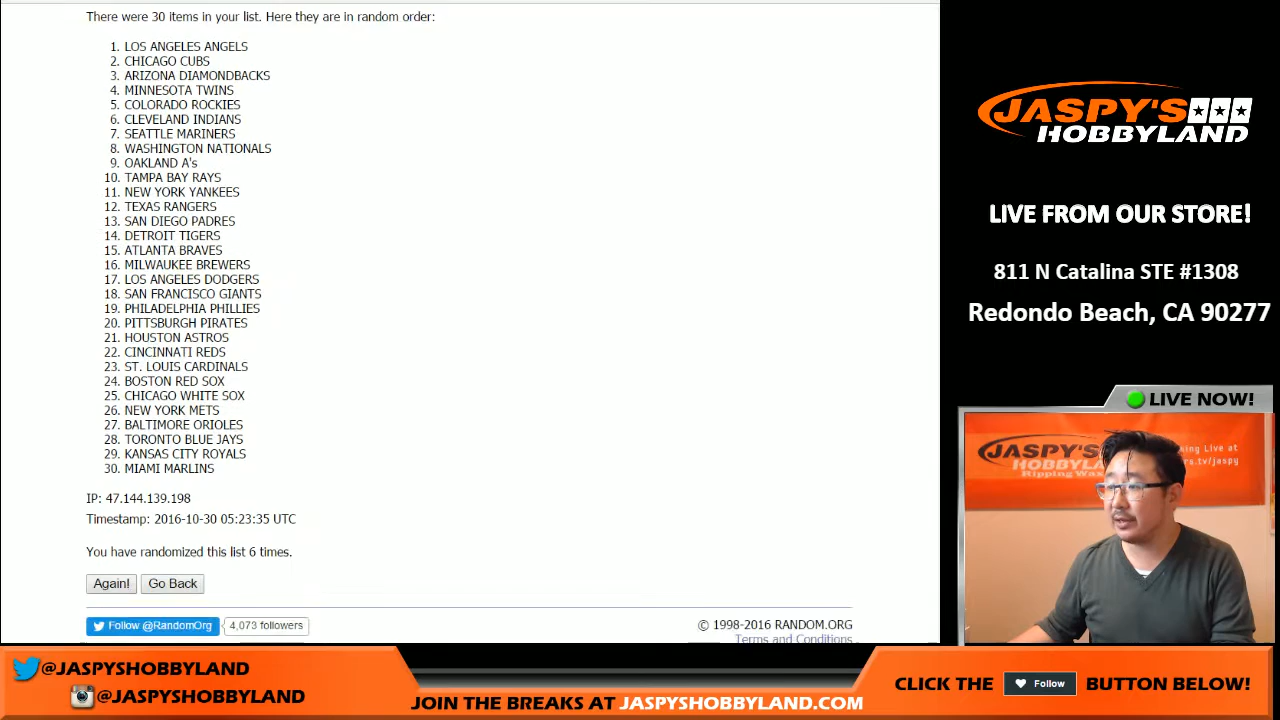 There were 30 items in your list. Here they are in random order:
1. LOS ANGELES ANGELS
2. CHICAGO CUBS
3. ARIZONA DIAMONDBACKS
4. MINNESOTA TWINS
5. COLORADO ROCKIES
6. CLEVELAND INDIANS
7. SEATTLE MARINERS
8. WASHINGTON NATIONALS
9. OAKLAND A's
10. TAMPA BAY RAYS
11. NEW YORK YANKEES
12. TEXAS RANGERS
13. SAN DIEGO PADRES
14. DETROIT TIGERS
15. ATLANTA BRAVES
16. MILWAUKEE BREWERS
17. LOS ANGELES DODGERS
18. SAN FRANCISCO GIANTS
19. PHILADELPHIA PHILLIES
20. PITTSBURGH PIRATES
21. HOUSTON ASTROS
22. CINCINNATI REDS
23. ST. LOUIS CARDINALS
24. BOSTON RED SOX
25. CHICAGO WHITE SOX
26. NEW YORK METS
27. BALTIMORE ORIOLES
28. TORONTO BLUE JAYS
29. KANSAS CITY ROYALS
30. MIAMI MARLINS
IP: 47.144.139.198
Timestamp: 2016-10-30 05:23:35 UTC
You have randomized this list 6 times.
Again! Go Back
Follow @RandomOrg 4,073 followers
© 1998-2016 RANDOM.ORG
Terms and Conditions
JASPY'S
HOBBYLAND
LIVE FROM OUR STORE!
811 N Catalina STE #1308
Redondo Beach, CA 90277
LIVE NOW!
JASPY'S
HOBBYLAND
Ripping Wax
king Live at
rs.tv/jaspy
@JASPYSHOBBYLAND
@JASPYSHOBBYLAND
JOIN THE BREAKS AT JASPYSHOBBYLAND.COM
CLICK THE Follow BUTTON BELOW!